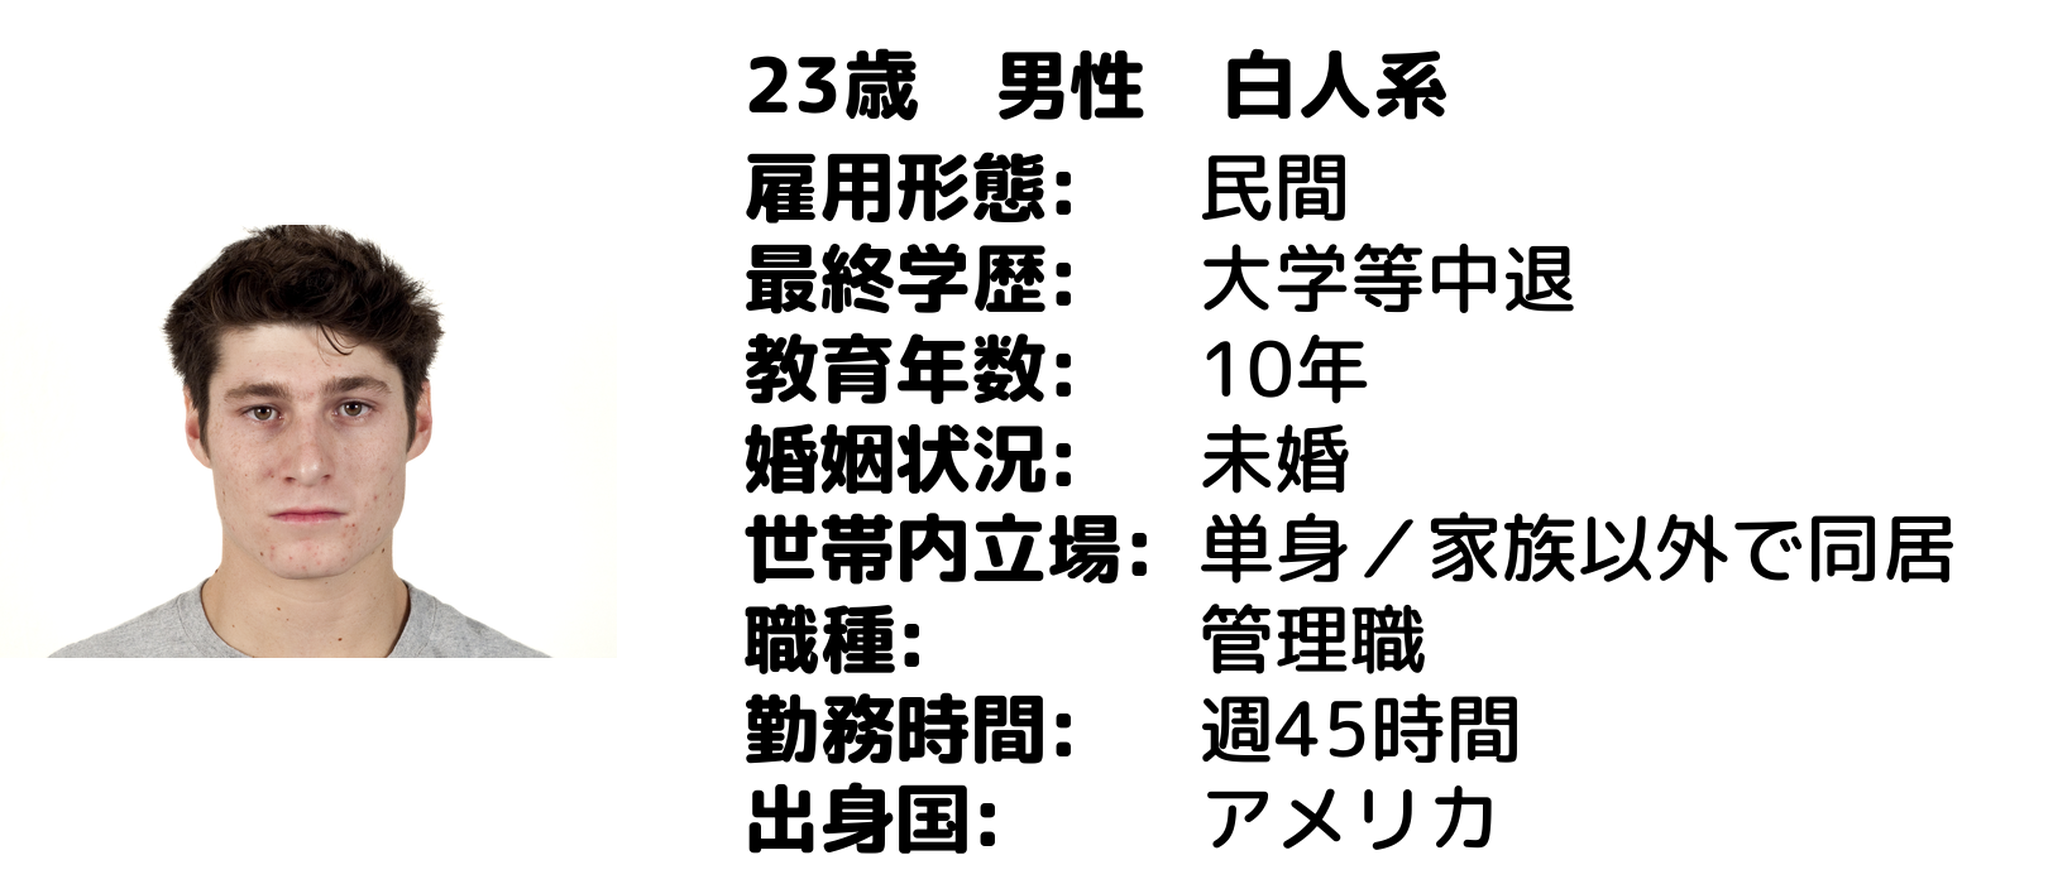 23歳　男性　白人系
雇用形態:　民間
最終学歴:　大学等中退
教育年数:　10年
婚姻状況:　未婚
世帯内立場:　単身／家族以外で同居
職種:　管理職
勤務時間:　週45時間
出身国:　アメリカ